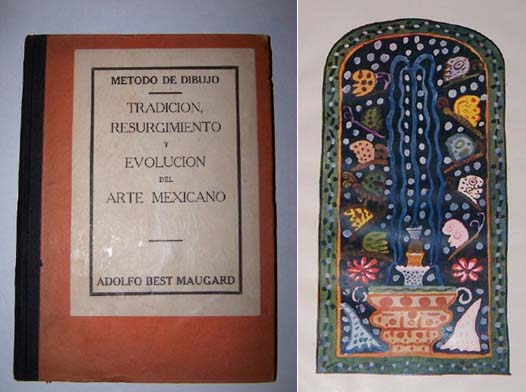 METODO DE DIBUJO
TRADICION,
RESURGIMIENTO
Y
EVOLUCION
DEL
ARTE MEXICANO
ADOLFO BEST MAUGARD